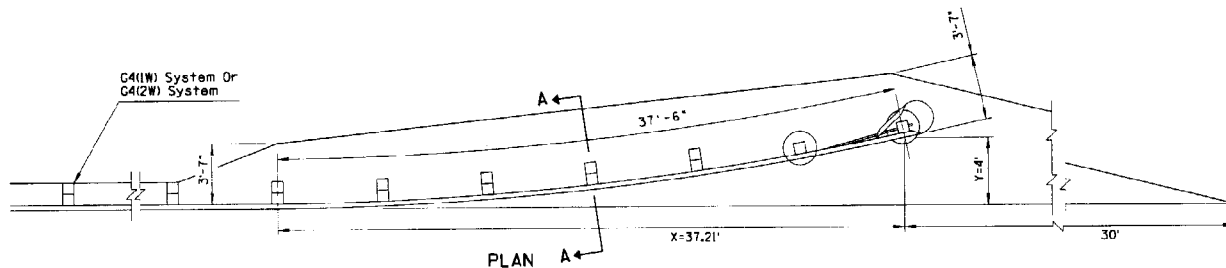 G4(1W) System Or
G4(2W) System
A
37'-6"
3'-7"
3'-7"
Y=4'
X=37.21'
30'
PLAN
A